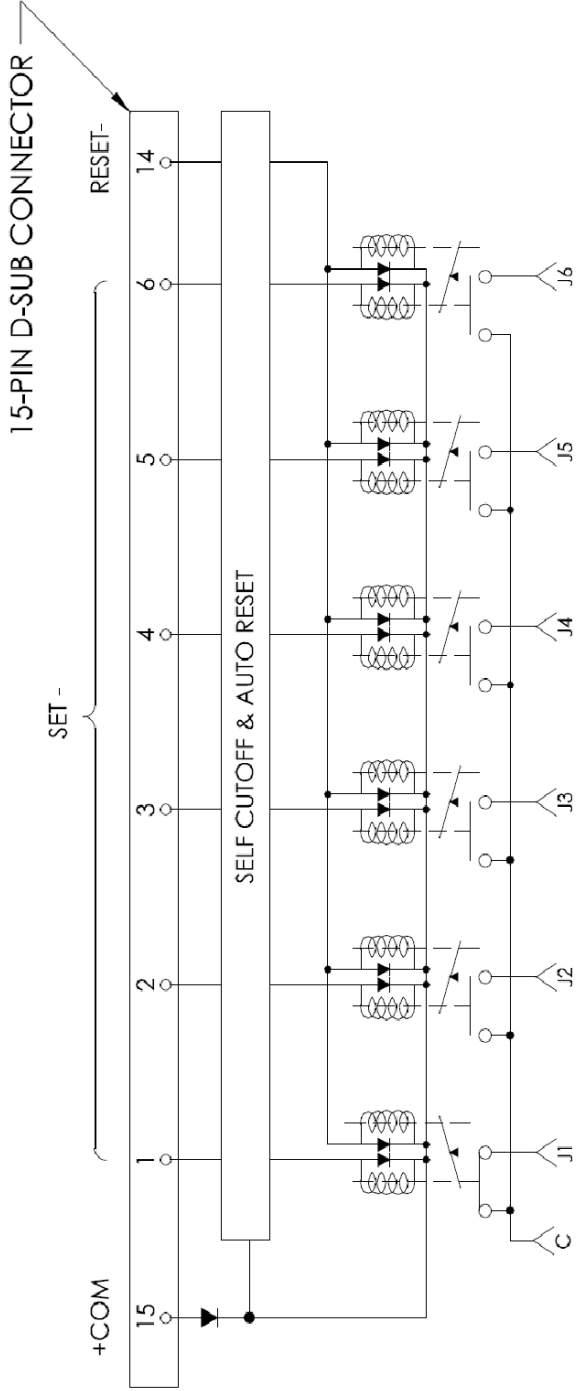 15-PIN D-SUB CONNECTOR
+COM
SET -
RESET-
15
1
2
3
4
5
6
14
SELF CUTOFF & AUTO RESET
C
J1
J2
J3
J4
J5
J6